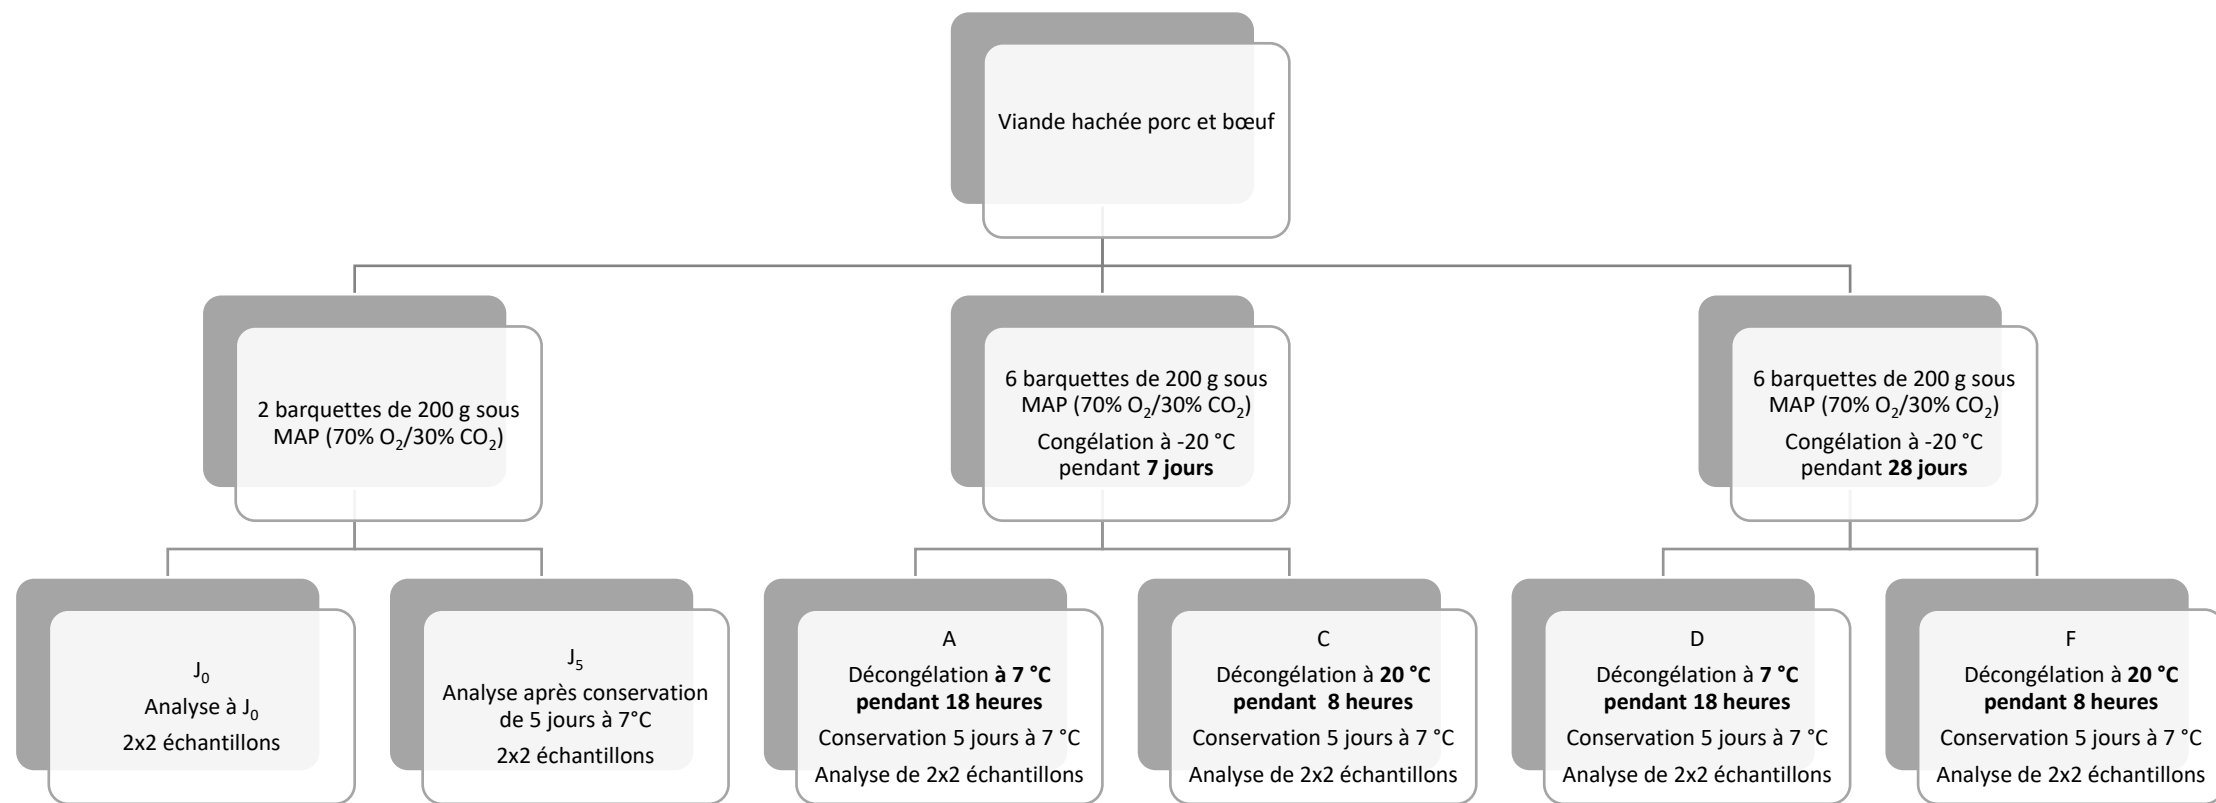 Viande hachée porc et bœuf
2 barquettes de 200 g sous
MAP (70% O₂/30% CO₂)
6 barquettes de 200 g sous
MAP (70% O₂/30% CO₂)
Congélation à -20 °C
pendant 7 jours
6 barquettes de 200 g sous
MAP (70% O₂/30% CO₂)
Congélation à -20 °C
pendant 28 jours
J₀
Analyse à J₀
2x2 échantillons
J₅
Analyse après conservation
de 5 jours à 7°C
2x2 échantillons
A
Décongélation à 7 °C
pendant 18 heures
Conservation 5 jours à 7 °C
Analyse de 2x2 échantillons
C
Décongélation à 20 °C
pendant 8 heures
Conservation 5 jours à 7 °C
Analyse de 2x2 échantillons
D
Décongélation à 7 °C
pendant 18 heures
Conservation 5 jours à 7 °C
Analyse de 2x2 échantillons
F
Décongélation à 20 °C
pendant 8 heures
Conservation 5 jours à 7 °C
Analyse de 2x2 échantillons